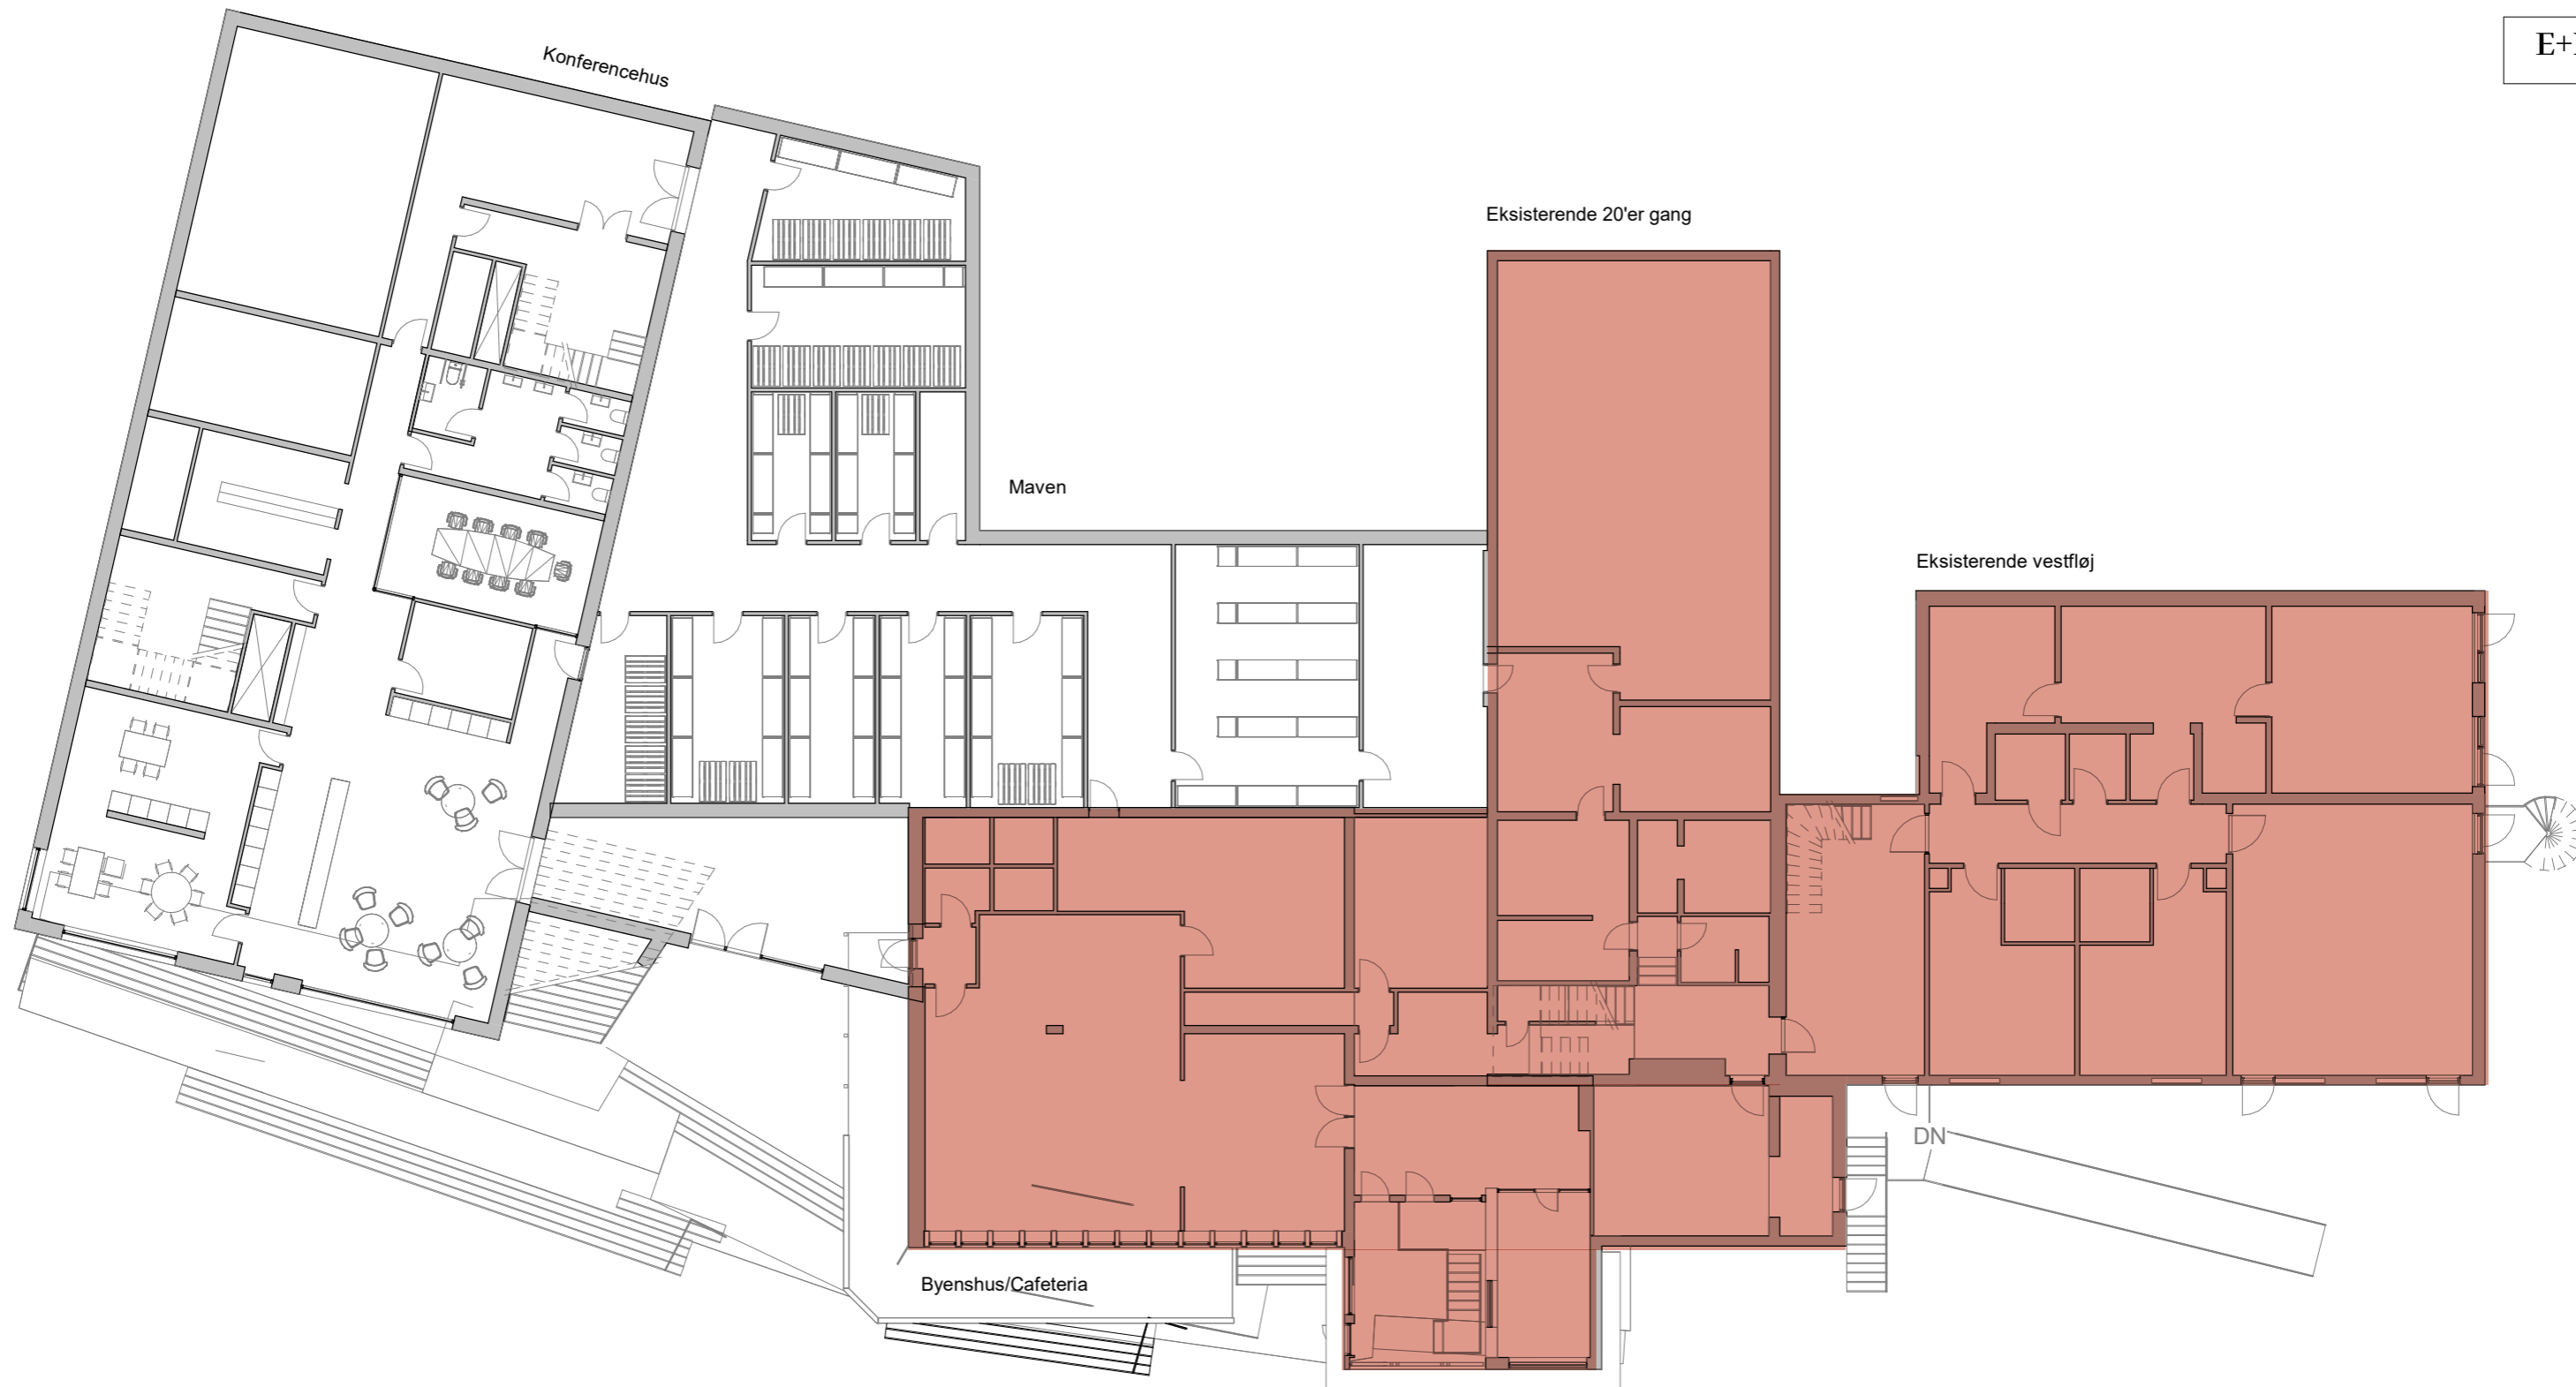 Konferencehus
E+
Eksisterende 20'er gang
Maven
Eksisterende vestfløj
DN
Byenshus/Cafeteria